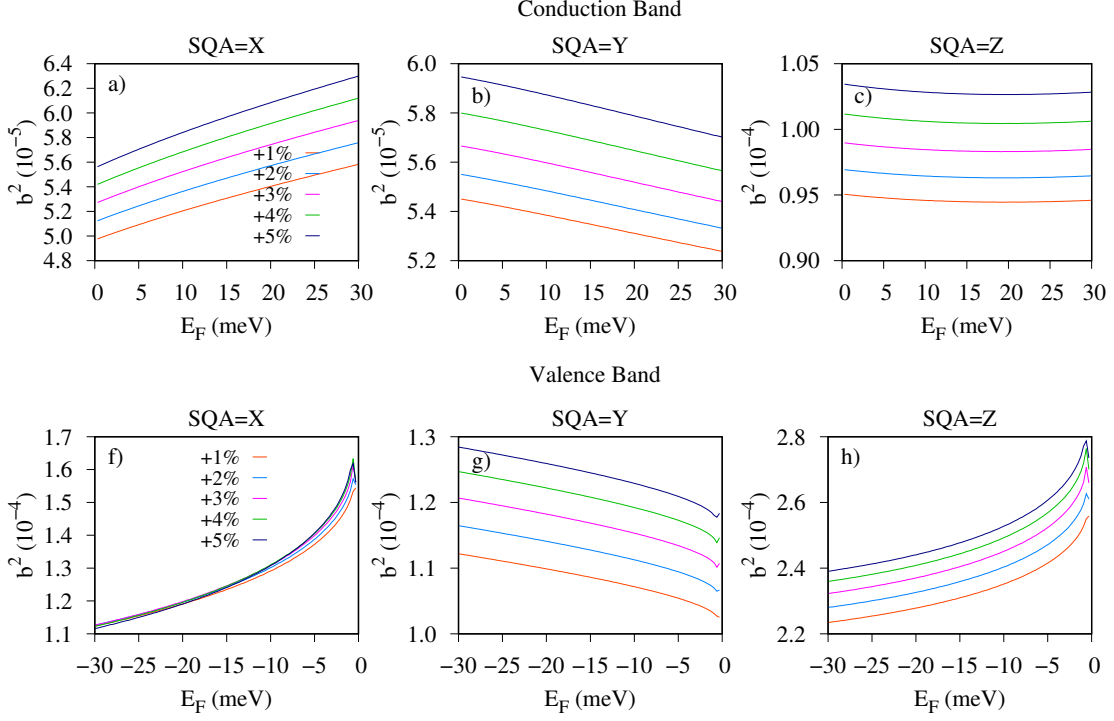 Conduction Band
SQA=X
a)
b² (10⁻⁵)
6.4
6.2
6.0
5.8
5.6
5.4
5.2
5.0
4.8
+1%
+2%
+3%
+4%
+5%
0 5 10 15 20 25 30
E_F (meV)
SQA=Y
b)
b² (10⁻⁵)
6.0
5.8
5.6
5.4
5.2
0 5 10 15 20 25 30
E_F (meV)
SQA=Z
c)
b² (10⁻⁴)
1.05
1.00
0.95
0.90
0 5 10 15 20 25 30
E_F (meV)
Valence Band
SQA=X
f)
b² (10⁻⁴)
1.7
1.6
1.5
1.4
1.3
1.2
1.1
+1%
+2%
+3%
+4%
+5%
−30 −25 −20 −15 −10 −5 0
E_F (meV)
SQA=Y
g)
b² (10⁻⁴)
1.3
1.2
1.1
1.0
−30 −25 −20 −15 −10 −5 0
E_F (meV)
SQA=Z
h)
b² (10⁻⁴)
2.8
2.6
2.4
2.2
−30 −25 −20 −15 −10 −5 0
E_F (meV)